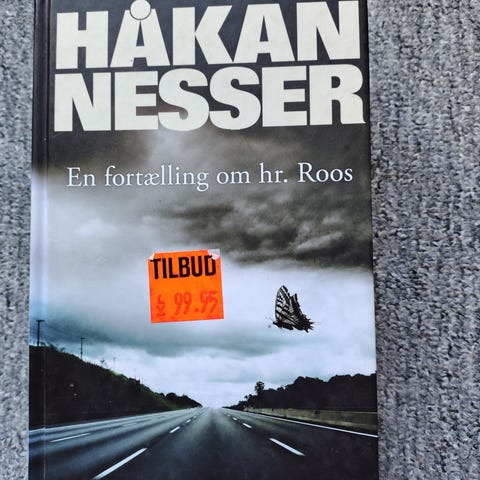 HÅKAN
NESSER
En fortælling om hr. Roos
TILBUD
99.95